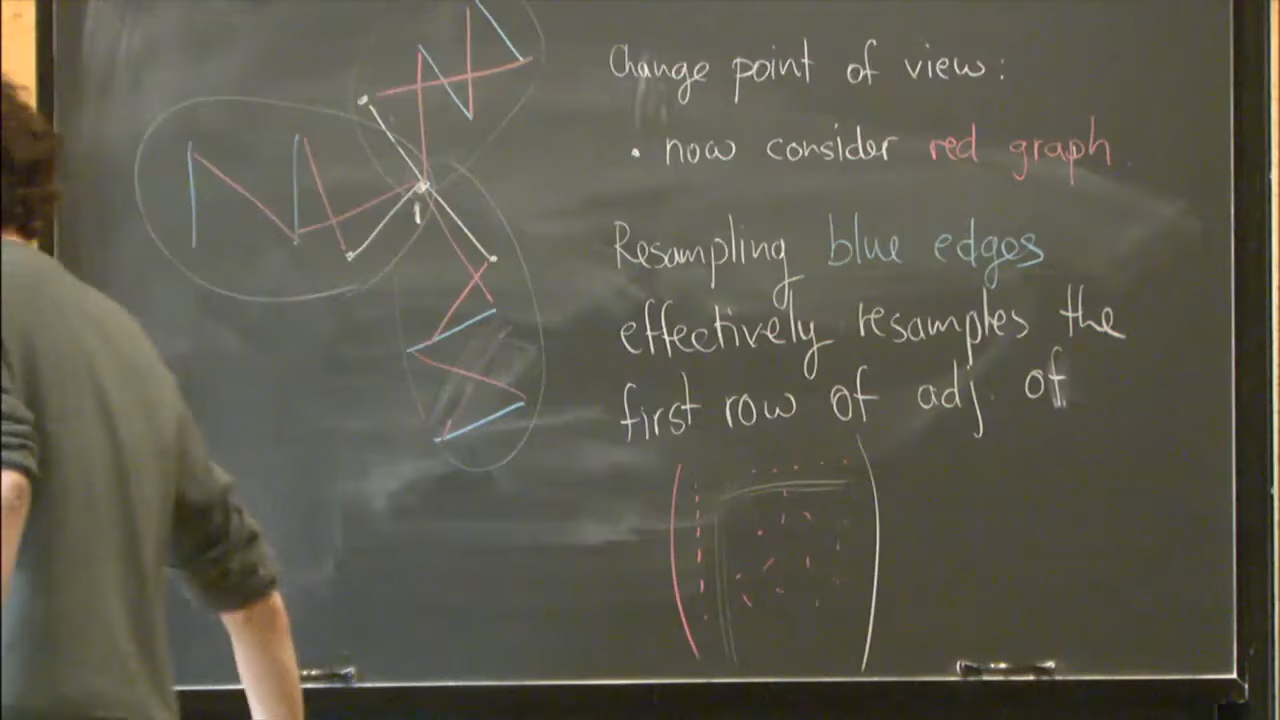 Change point of view:
• now consider red graph
Resampling blue edges
effectively resamples the
first row of adj. of
1